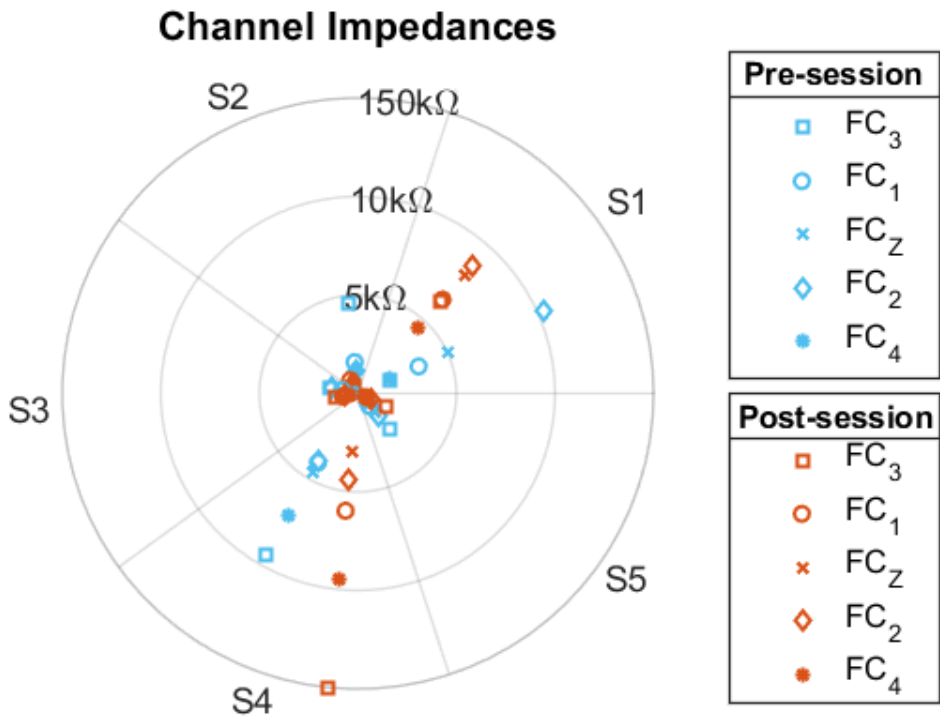 Channel Impedances
S2
150kΩ
10kΩ
S1
5kΩ
S3
S5
S4
Pre-session
FC3
FC1
FCZ
FC2
FC4
Post-session
FC3
FC1
FCZ
FC2
FC4